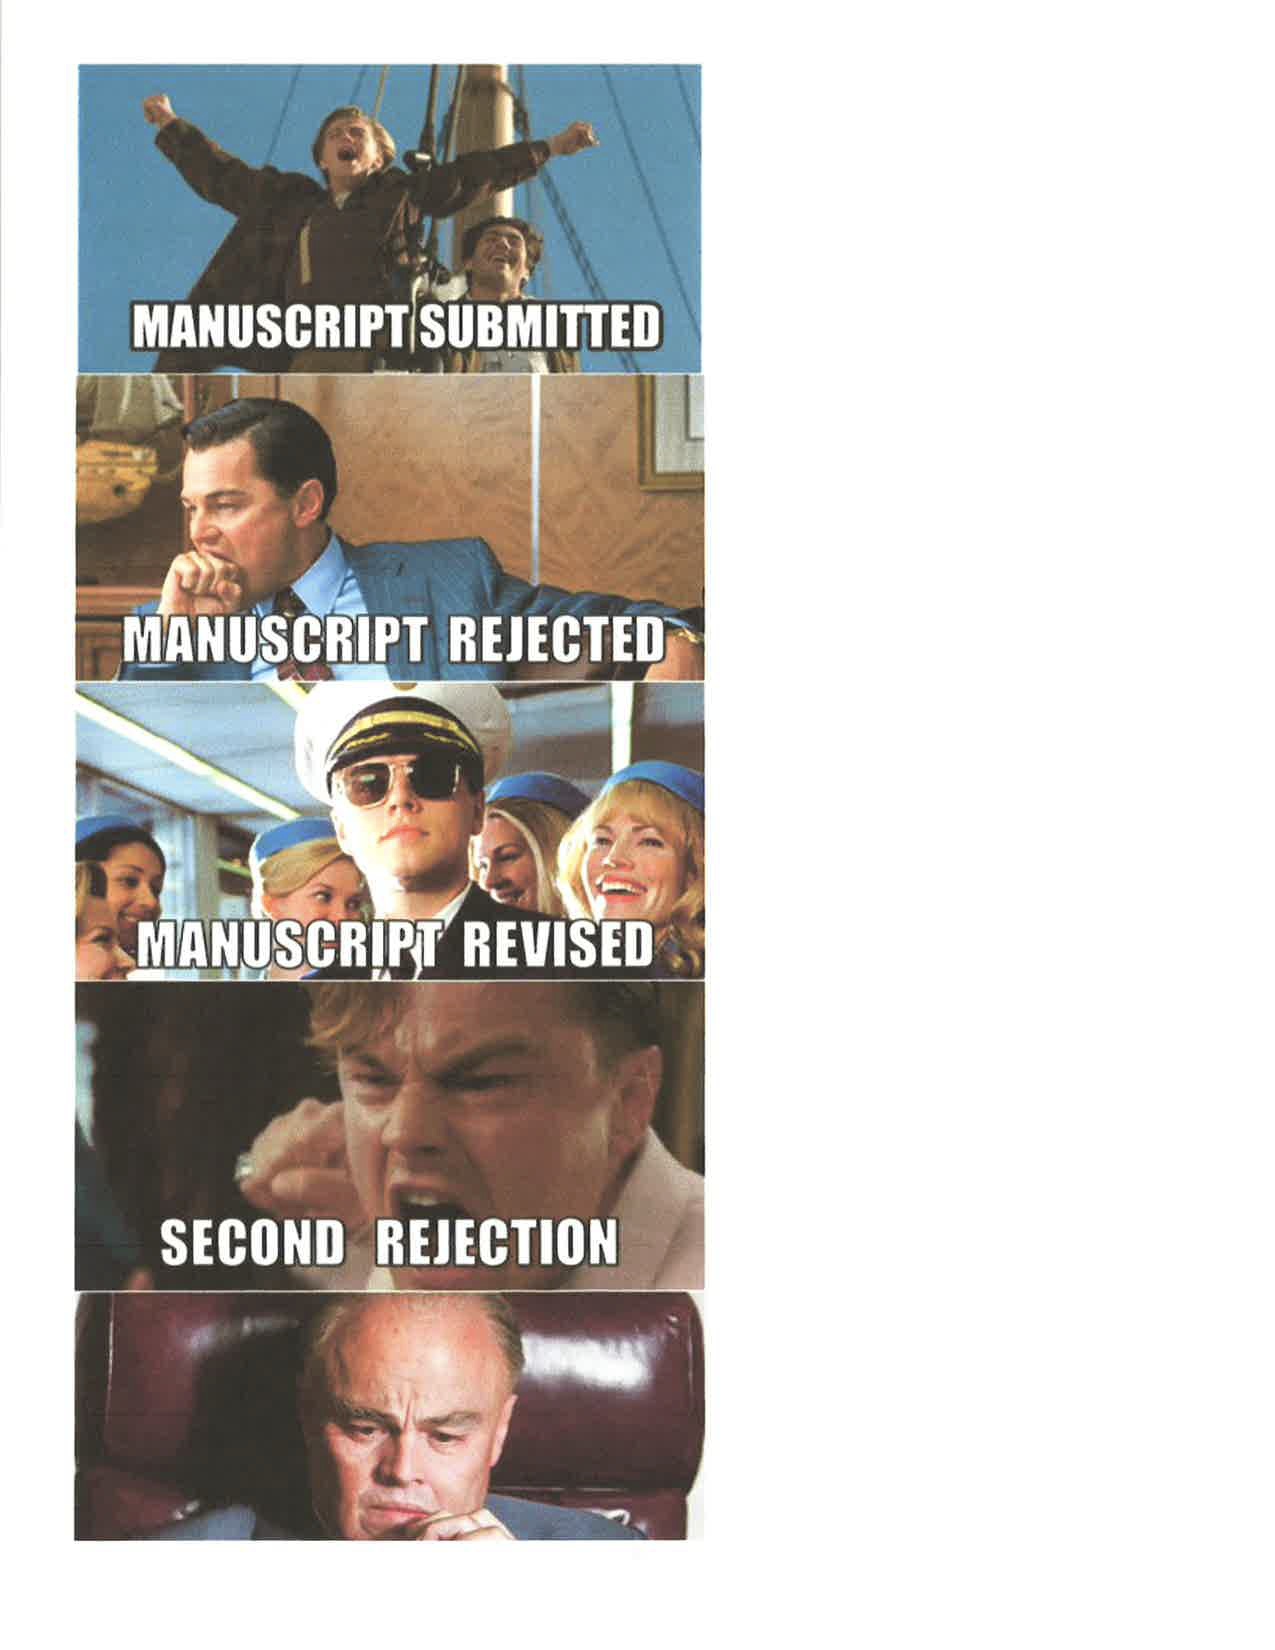 MANUSCRIPT SUBMITTED
MANUSCRIPT REJECTED
MANUSCRIPT REVISED
SECOND REJECTION